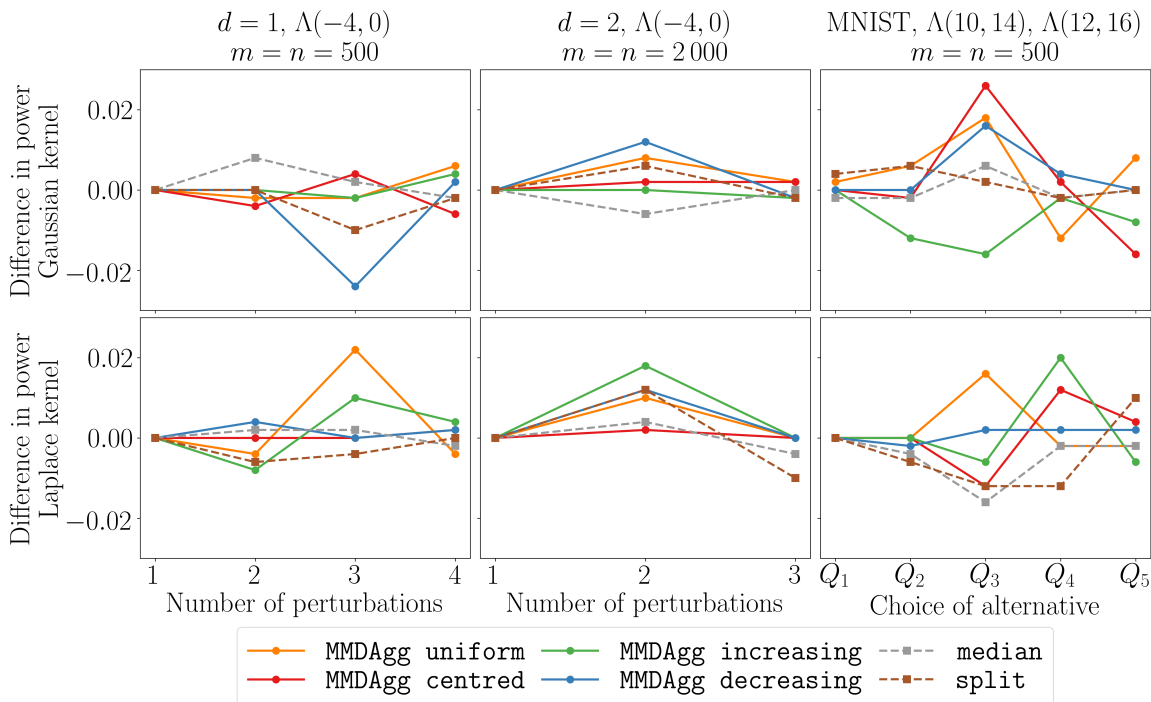 d = 1, Λ(−4, 0)
m = n = 500
d = 2, Λ(−4, 0)
m = n = 2 000
MNIST, Λ(10, 14), Λ(12, 16)
m = n = 500
Difference in power
Gaussian kernel
0.02
0.00
−0.02
Difference in power
Laplace kernel
0.02
0.00
−0.02
1 2 3 4
Number of perturbations
1 2 3
Number of perturbations
Q1 Q2 Q3 Q4 Q5
Choice of alternative
MMDAgg uniform MMDAgg increasing median
MMDAgg centred MMDAgg decreasing split